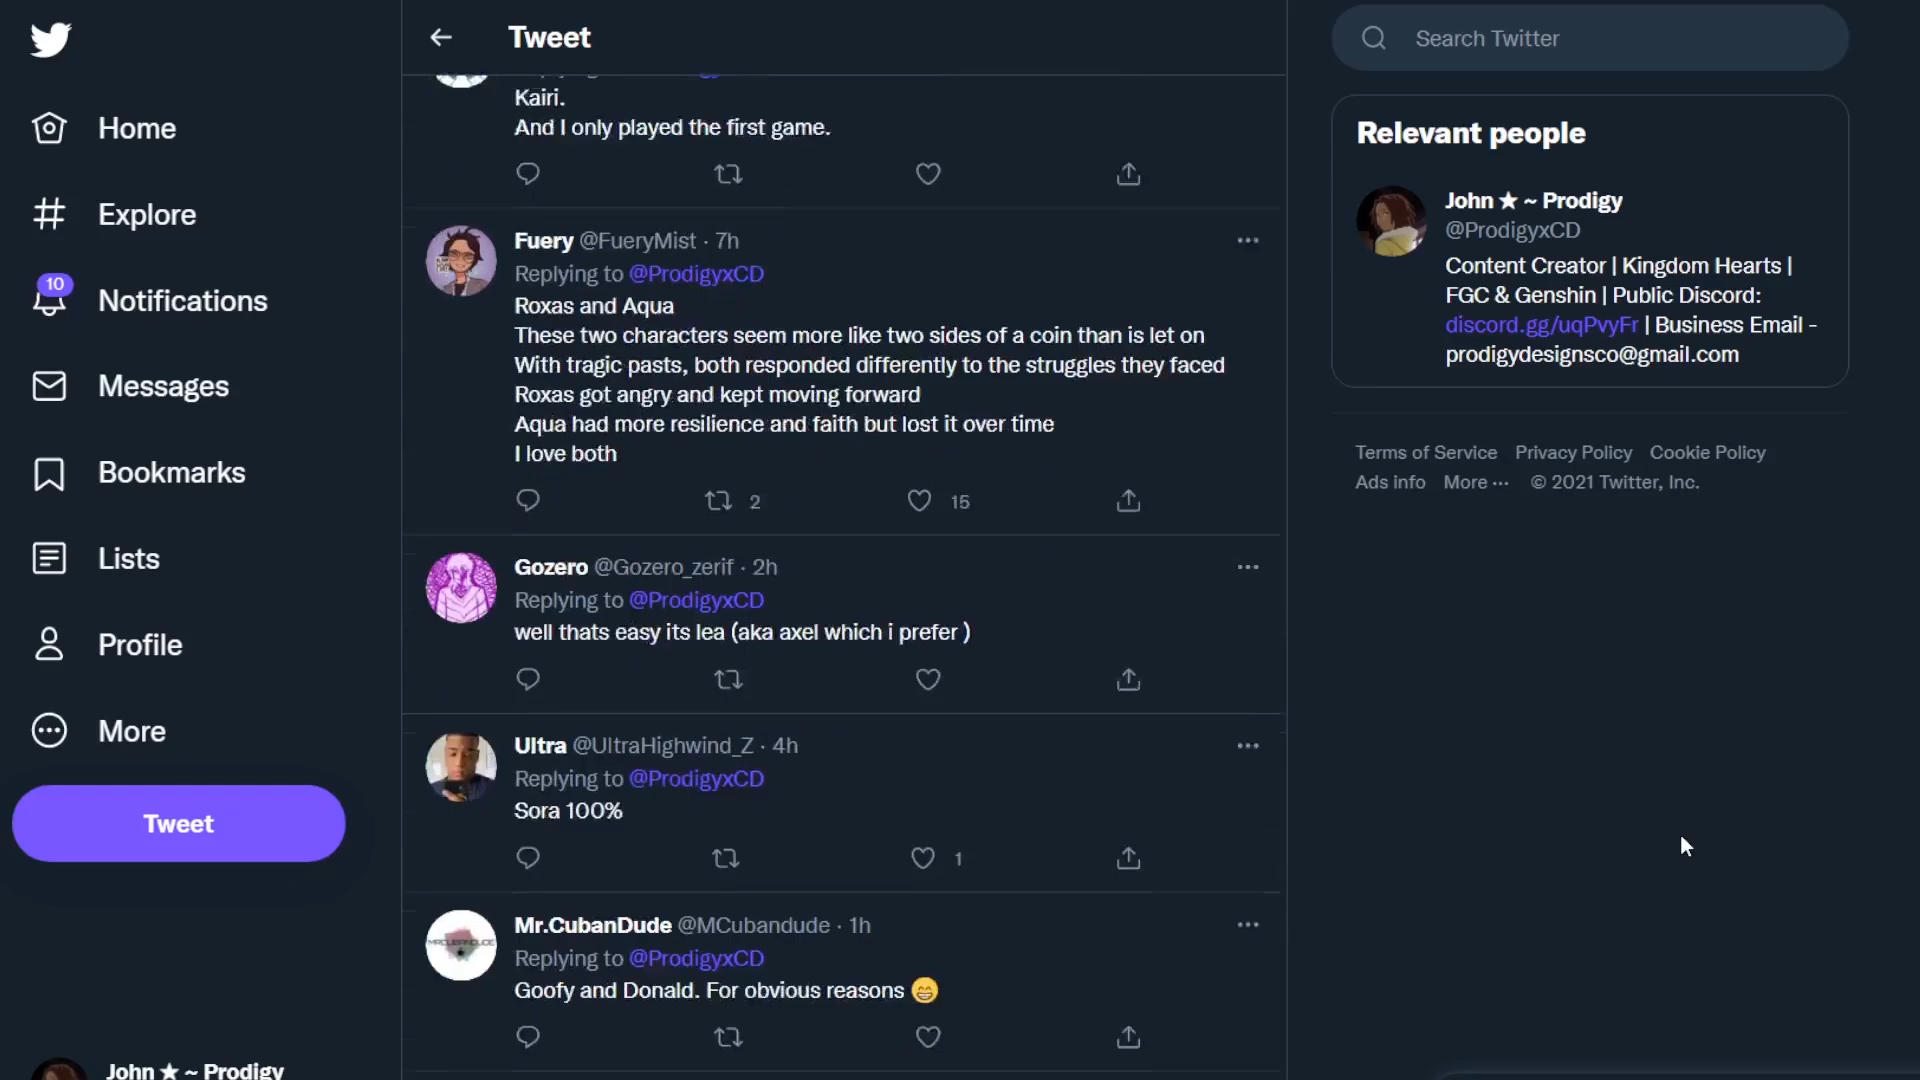 Tweet
Search Twitter
Home
Explore
10
Notifications
Messages
Bookmarks
Lists
Profile
More
Tweet
John ★ ~ Prodigy
Kairi.
And I only played the first game.
Fuery @FueryMist · 7h
Replying to @ProdigyxCD
Roxas and Aqua
These two characters seem more like two sides of a coin than is let on
With tragic pasts, both responded differently to the struggles they faced
Roxas got angry and kept moving forward
Aqua had more resilience and faith but lost it over time
I love both
2
15
Gozero @Gozero_zerif · 2h
Replying to @ProdigyxCD
well thats easy its lea (aka axel which i prefer )
Ultra @UltraHighwind_Z · 4h
Replying to @ProdigyxCD
Sora 100%
1
Mr.CubanDude @MCubandude · 1h
Replying to @ProdigyxCD
Goofy and Donald. For obvious reasons 😁
Relevant people
John ★ ~ Prodigy
@ProdigyxCD
Content Creator | Kingdom Hearts |
FGC & Genshin | Public Discord:
discord.gg/uqPvyFr | Business Email -
prodigydesignsco@gmail.com
Terms of Service Privacy Policy Cookie Policy
Ads info More ··· © 2021 Twitter, Inc.